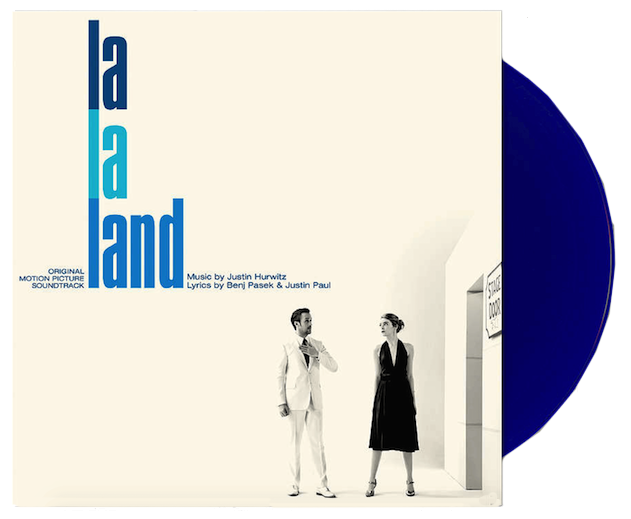 la
la
land
ORIGINAL
MOTION PICTURE
SOUNDTRACK
Music by Justin Hurwitz
Lyrics by Benj Pasek & Justin Paul
STAGE
DOOR